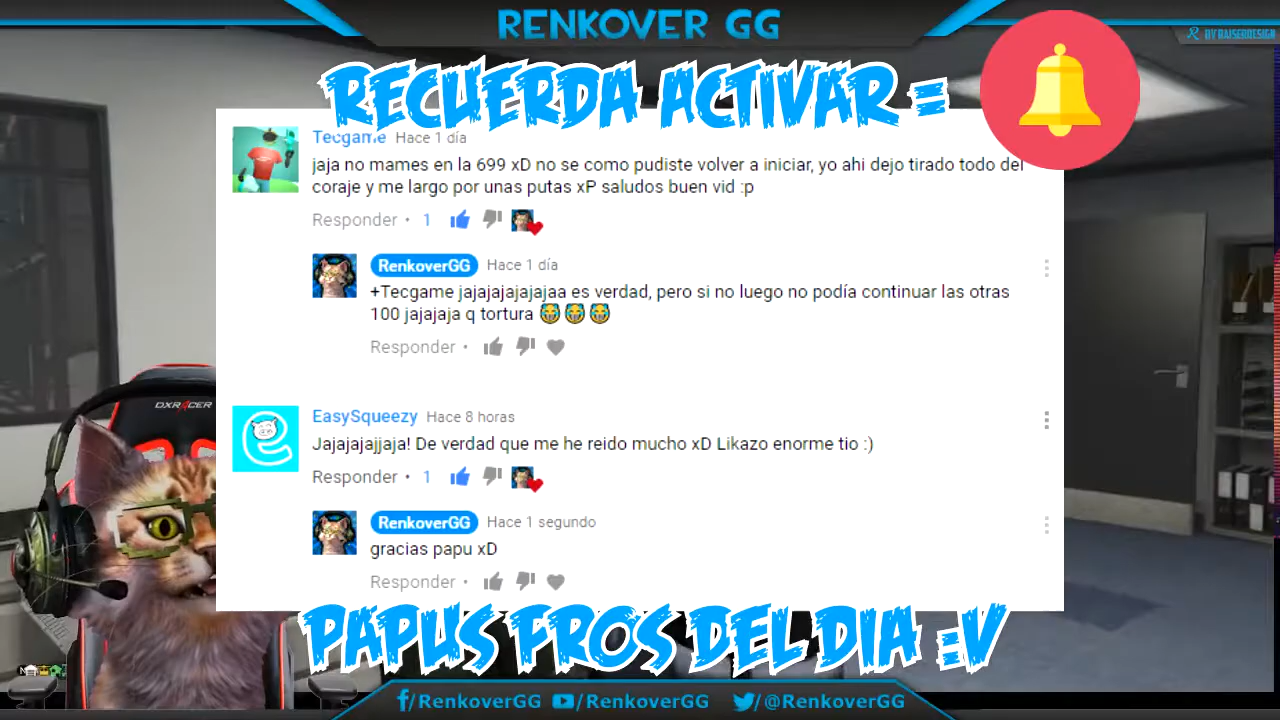 RENKOVER GG
BY RAISERDESIGN
RECUERDA ACTIVAR =
Tecgame Hace 1 día
jaja no mames en la 699 xD no se como pudiste volver a iniciar, yo ahi dejo tirado todo del
coraje y me largo por unas putas xP saludos buen vid :p
Responder • 1
RenkoverGG Hace 1 día
+Tecgame jajajajajajajaa es verdad, pero si no luego no podía continuar las otras
100 jajajaja q tortura 😂😂😂
Responder •
DXRACER
EasySqueezy Hace 8 horas
Jajajajajjaja! De verdad que me he reido mucho xD Likazo enorme tio :)
Responder • 1
RenkoverGG Hace 1 segundo
gracias papu xD
Responder •
PAPUS FROS DEL DIA :V
/RenkoverGG /RenkoverGG /@RenkoverGG